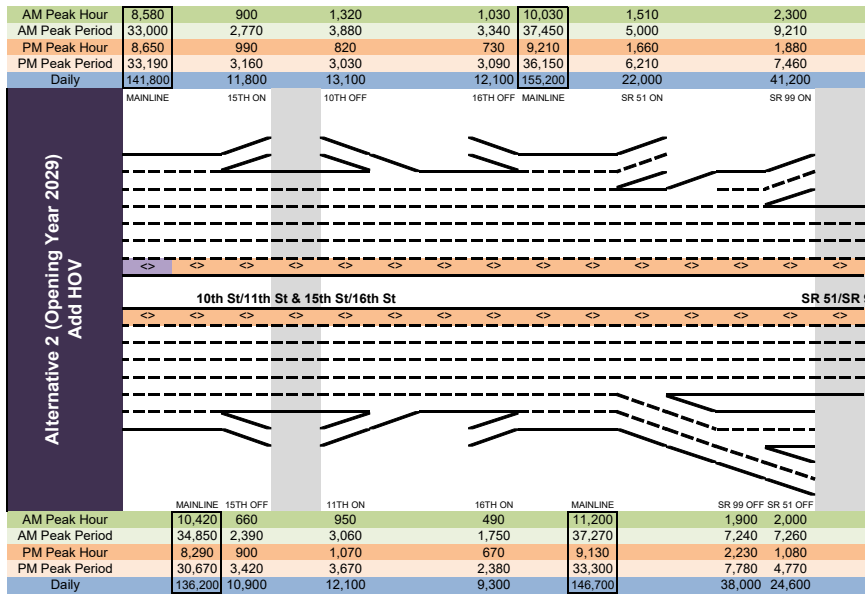 AM Peak Hour 8,580 900 1,320 1,030 10,030 1,510 2,300
AM Peak Period 33,000 2,770 3,880 3,340 37,450 5,000 9,210
PM Peak Hour 8,650 990 820 730 9,210 1,660 1,880
PM Peak Period 33,190 3,160 3,030 3,090 36,150 6,210 7,460
Daily 141,800 11,800 13,100 12,100 155,200 22,000 41,200
MAINLINE 15TH ON 10TH OFF 16TH OFF MAINLINE SR 51 ON SR 99 ON
Alternative 2 (Opening Year 2029)
Add HOV
<> <> <> <> <> <> <> <> <> <> <> <> <> <> <>
10th St/11th St & 15th St/16th St SR 51/SR 9
<> <> <> <> <> <> <> <> <> <> <> <> <> <> <>
MAINLINE 15TH OFF 11TH ON 16TH ON MAINLINE SR 99 OFF SR 51 OFF
AM Peak Hour 10,420 660 950 490 11,200 1,900 2,000
AM Peak Period 34,850 2,390 3,060 1,750 37,270 7,240 7,260
PM Peak Hour 8,290 900 1,070 670 9,130 2,230 1,080
PM Peak Period 30,670 3,420 3,670 2,380 33,300 7,780 4,770
Daily 136,200 10,900 12,100 9,300 146,700 38,000 24,600